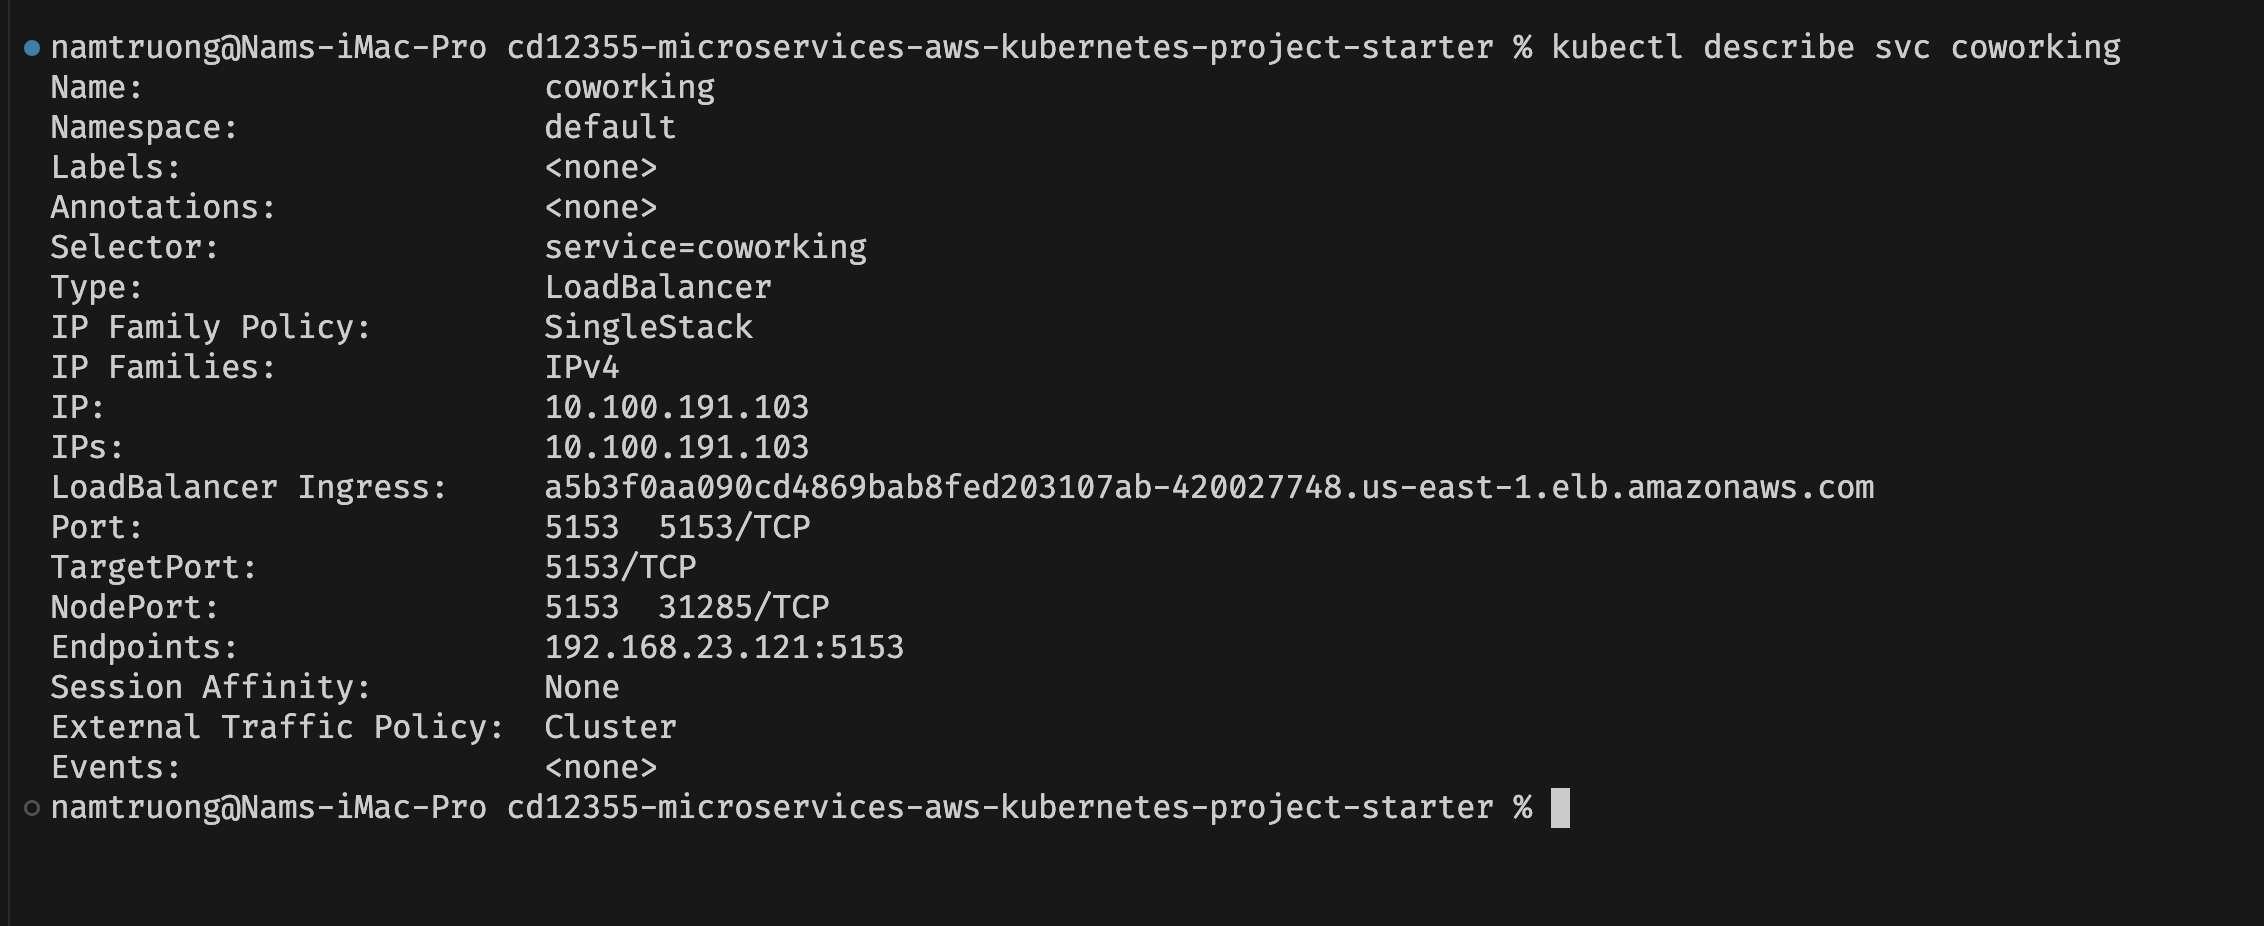 namtruong@Nams-iMac-Pro cd12355-microservices-aws-kubernetes-project-starter % kubectl describe svc coworking
Name:                     coworking
Namespace:                default
Labels:                   <none>
Annotations:              <none>
Selector:                 service=coworking
Type:                     LoadBalancer
IP Family Policy:         SingleStack
IP Families:              IPv4
IP:                       10.100.191.103
IPs:                      10.100.191.103
LoadBalancer Ingress:     a5b3f0aa090cd4869bab8fed203107ab-420027748.us-east-1.elb.amazonaws.com
Port:                     5153  5153/TCP
TargetPort:               5153/TCP
NodePort:                 5153  31285/TCP
Endpoints:                192.168.23.121:5153
Session Affinity:         None
External Traffic Policy:  Cluster
Events:                   <none>
namtruong@Nams-iMac-Pro cd12355-microservices-aws-kubernetes-project-starter %